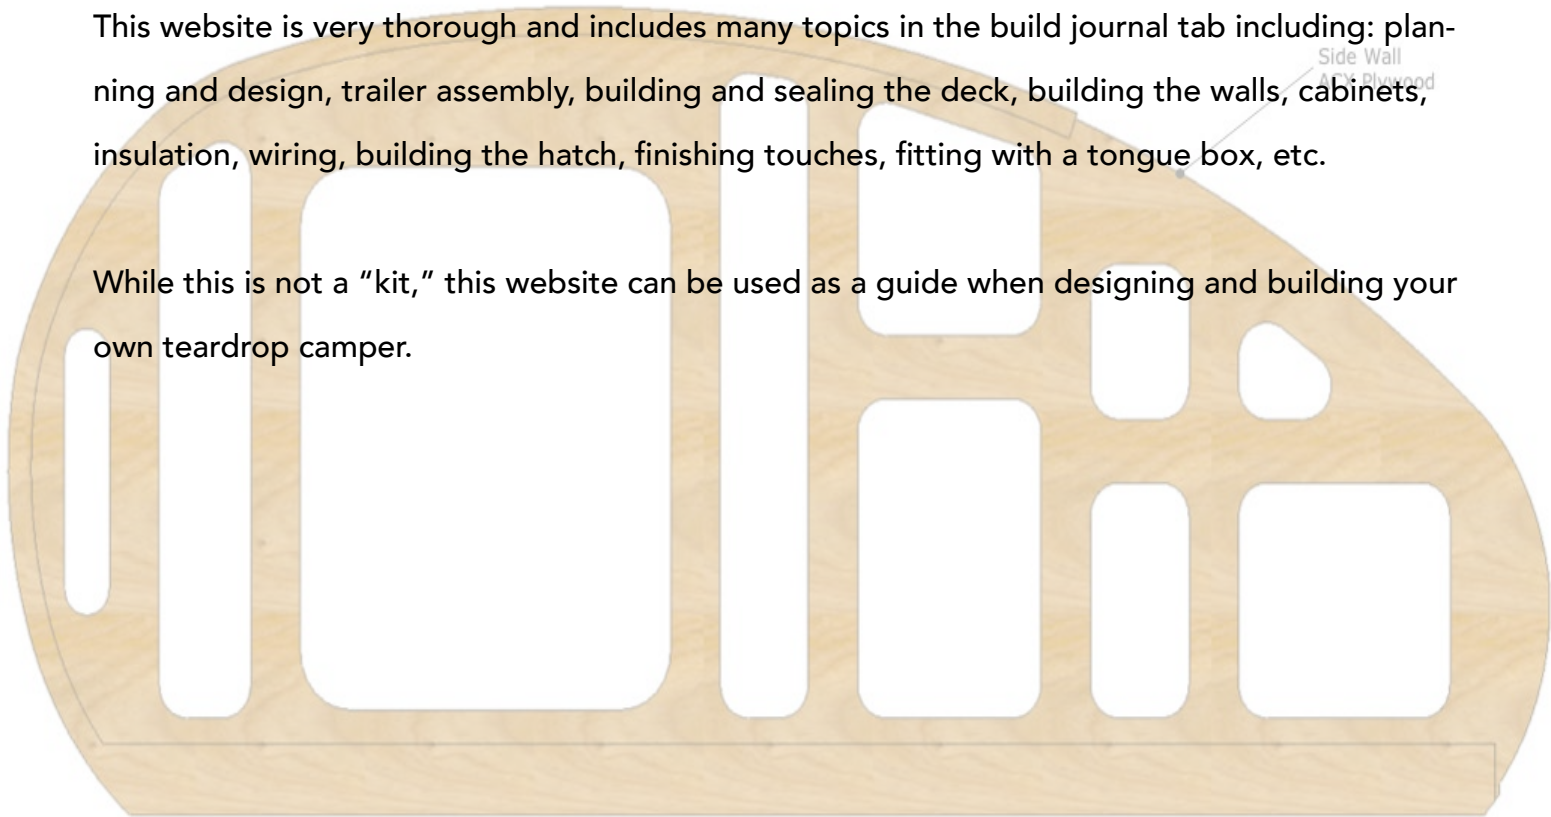 This website is very thorough and includes many topics in the build journal tab including: plan-
Side Wall
ACX Plywood
ning and design, trailer assembly, building and sealing the deck, building the walls, cabinets,
insulation, wiring, building the hatch, finishing touches, fitting with a tongue box, etc.
While this is not a “kit,” this website can be used as a guide when designing and building your
own teardrop camper.